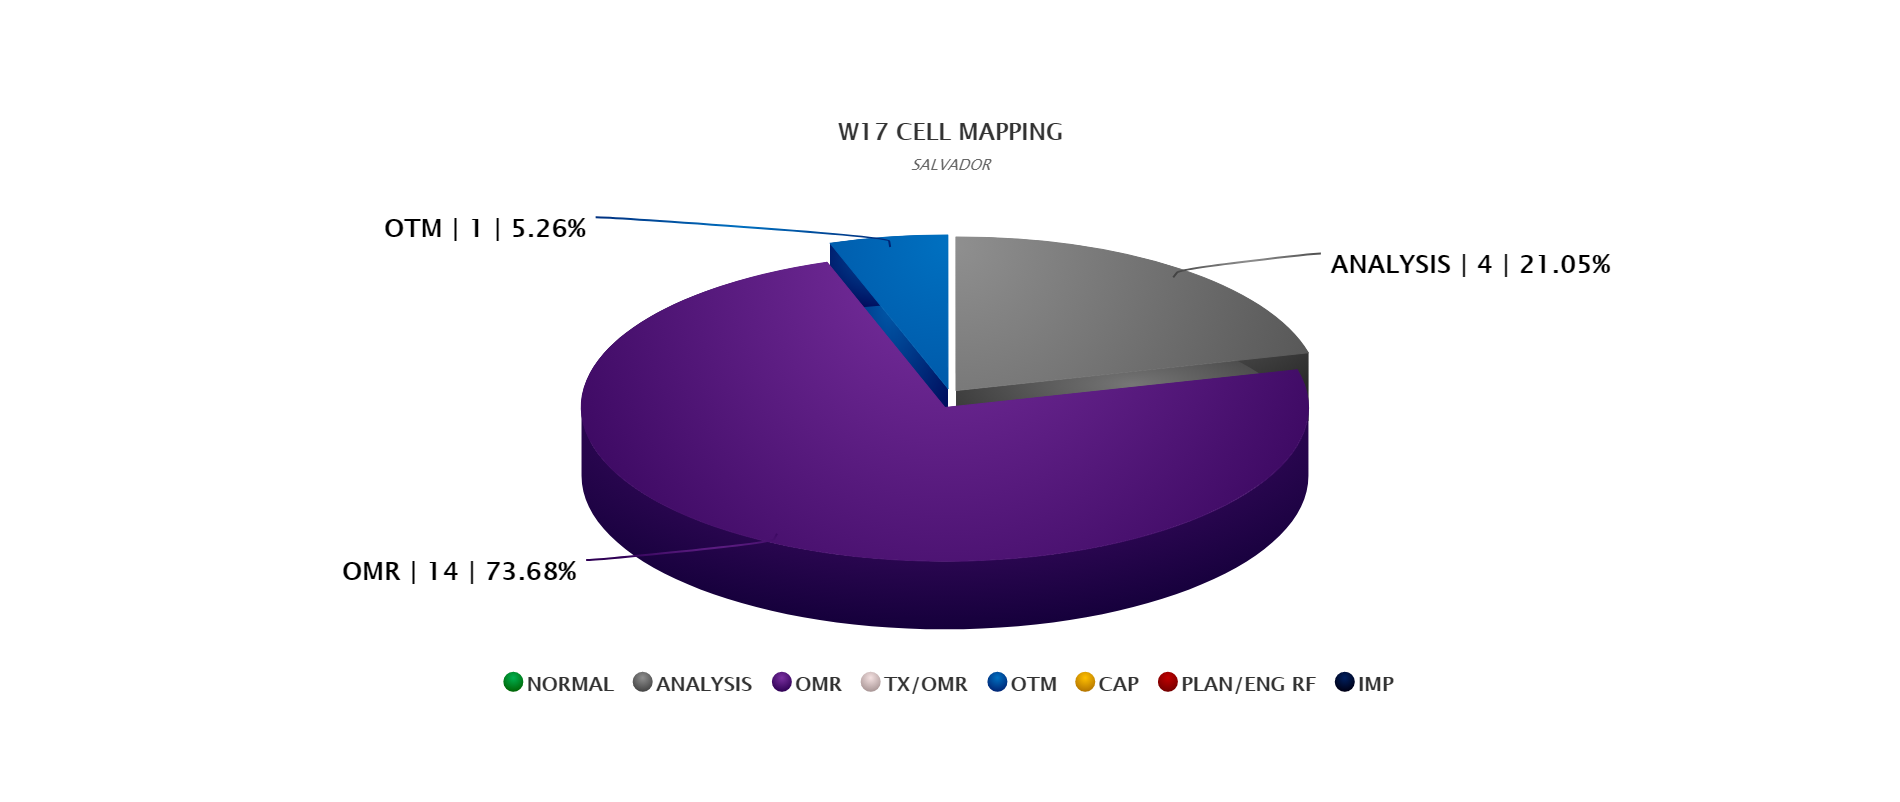 W17 CELL MAPPING
SALVADOR
OTM | 1 | 5.26%
ANALYSIS | 4 | 21.05%
OMR | 14 | 73.68%
NORMAL ANALYSIS OMR TX/OMR OTM CAP PLAN/ENG RF IMP